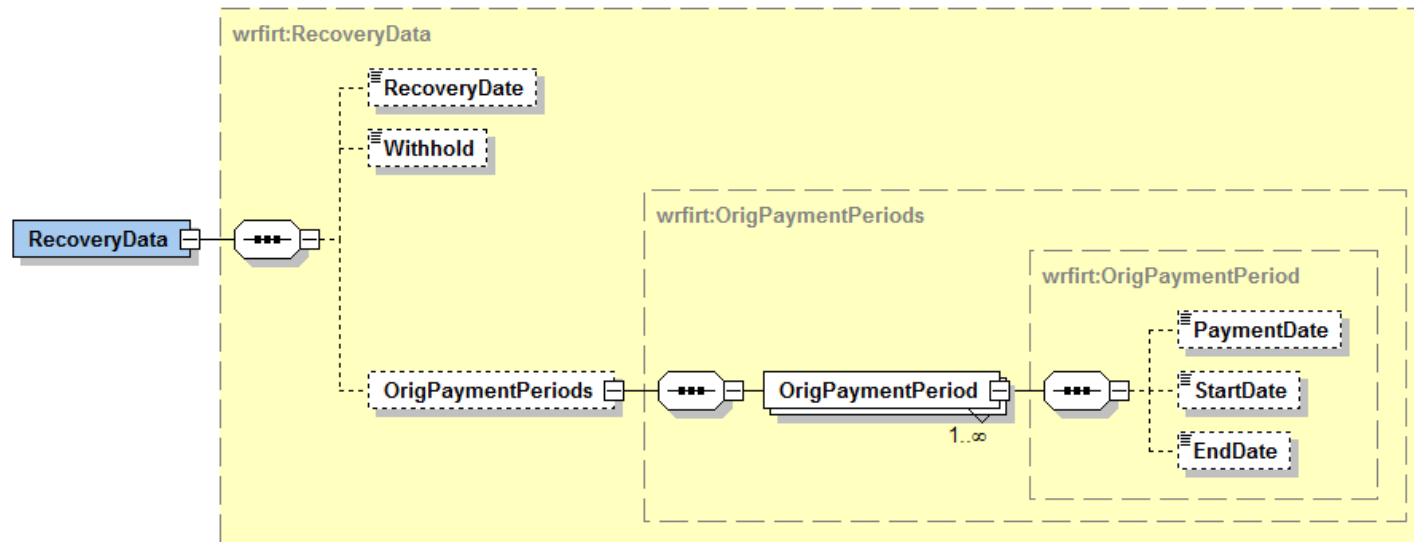 wrfirt:RecoveryData
RecoveryDate
Withhold
RecoveryData
wrfirt:OrigPaymentPeriods
wrfirt:OrigPaymentPeriod
PaymentDate
OrigPaymentPeriods
OrigPaymentPeriod
1..∞
StartDate
EndDate